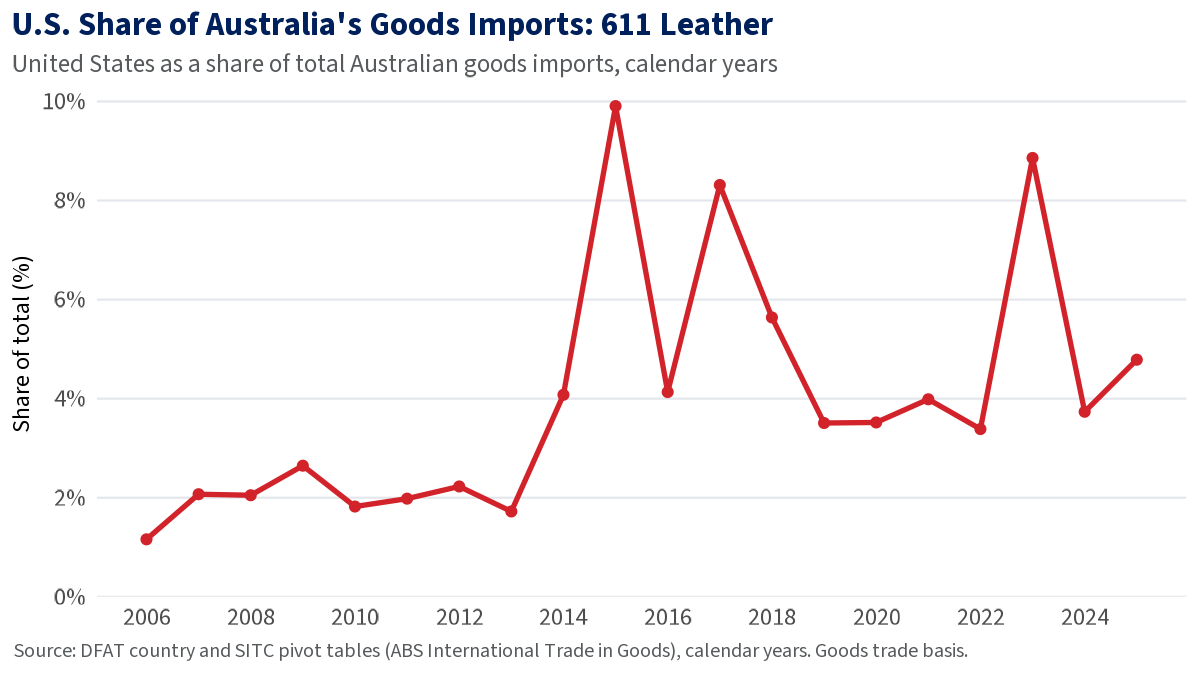 U.S. Share of Australia's Goods Imports: 611 Leather
United States as a share of total Australian goods imports, calendar years
Share of total (%)
10%
8%
6%
4%
2%
0%
2006 2008 2010 2012 2014 2016 2018 2020 2022 2024
Source: DFAT country and SITC pivot tables (ABS International Trade in Goods), calendar years. Goods trade basis.